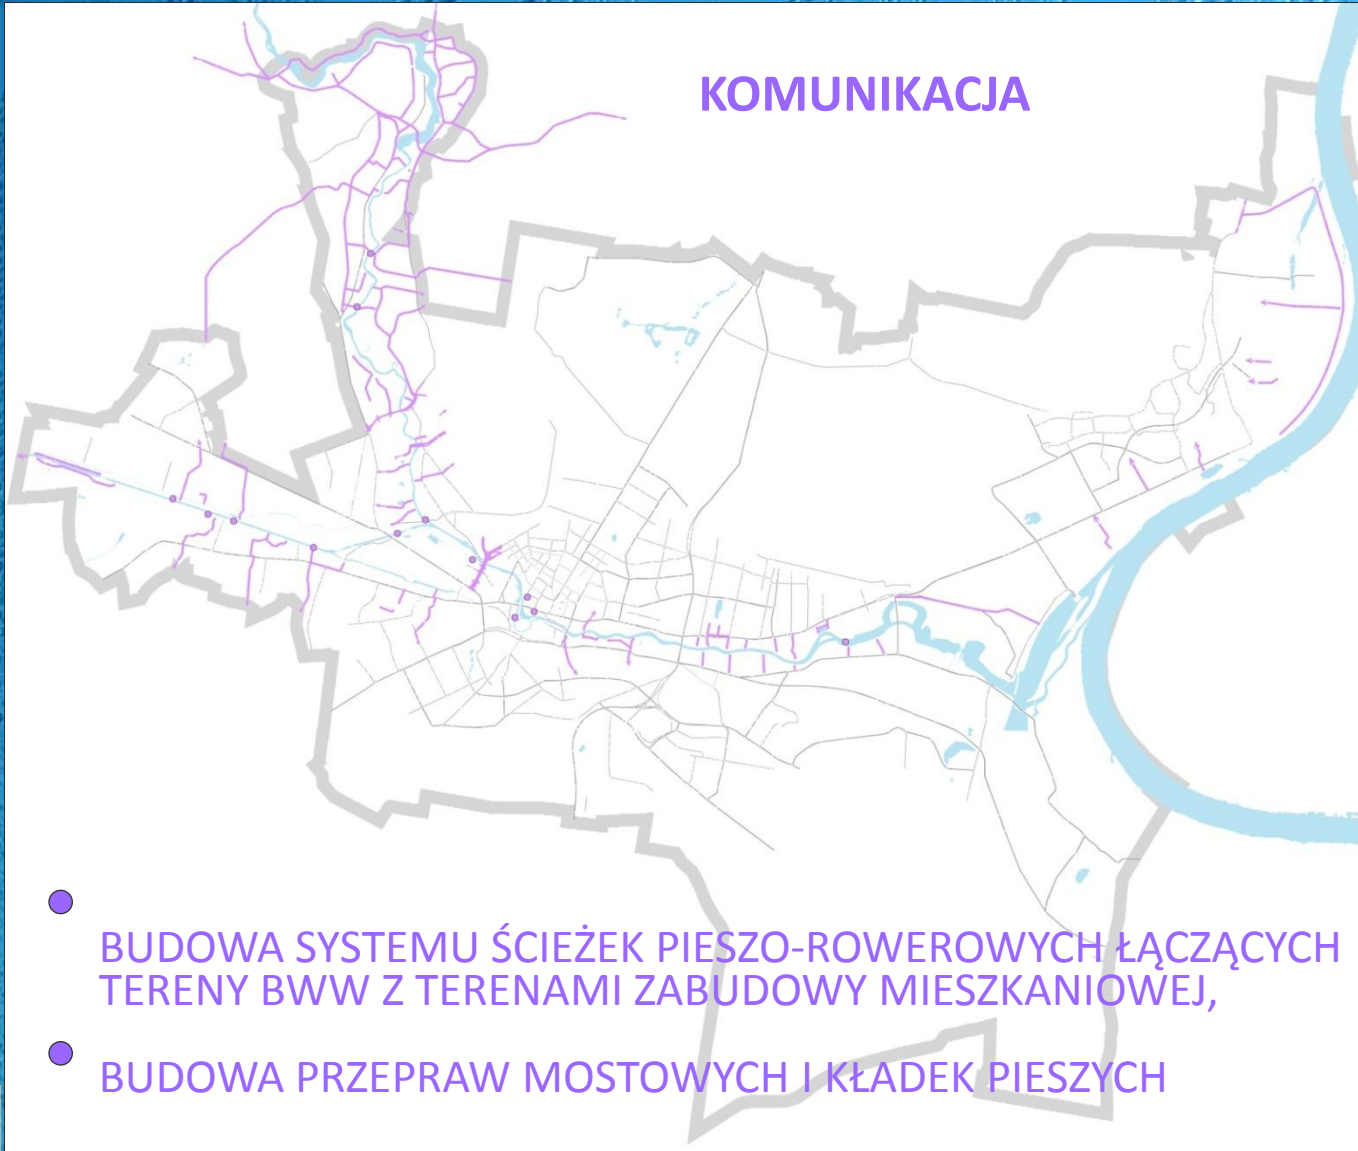 KOMUNIKACJA
BUDOWA SYSTEMU ŚCIEŻEK PIESZO-ROWEROWYCH ŁĄCZĄCYCH
TERENY BWW Z TERENAMI ZABUDOWY MIESZKANIOWEJ,
BUDOWA PRZEPRAW MOSTOWYCH I KŁADEK PIESZYCH